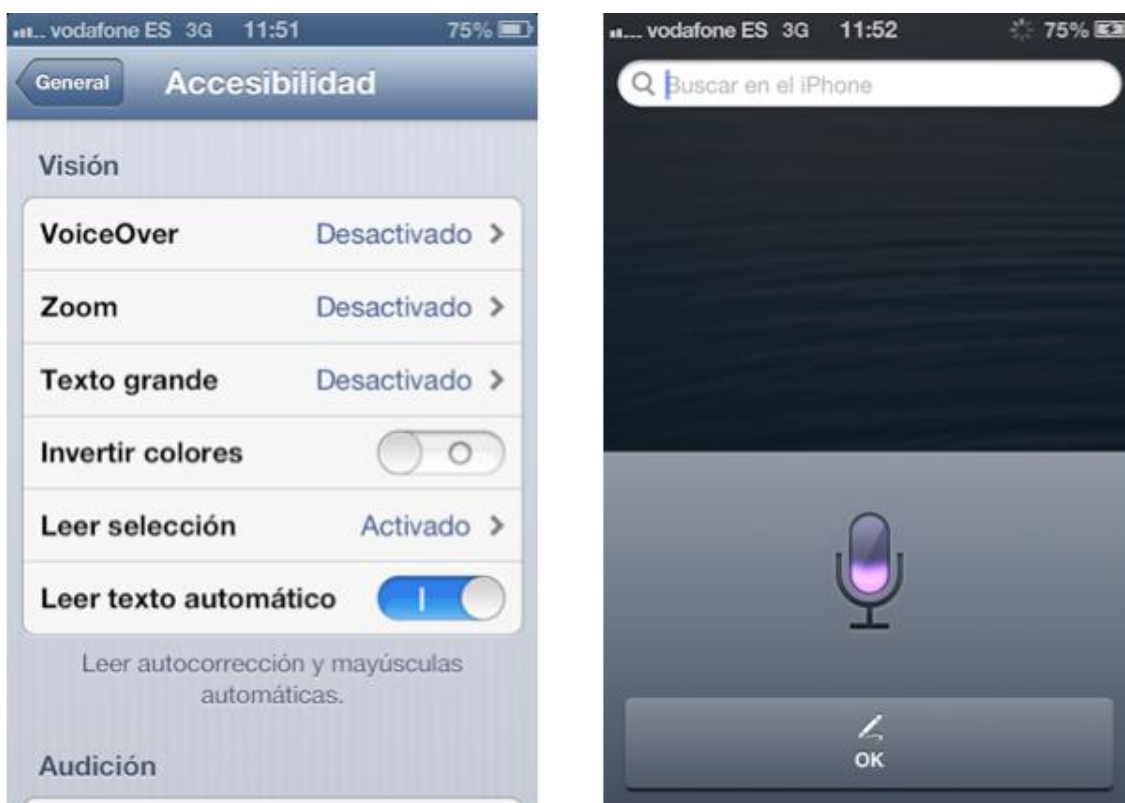 vodafone ES 3G 11:51 75%
General Accesibilidad
Visión
VoiceOver Desactivado
Zoom Desactivado
Texto grande Desactivado
Invertir colores
Leer selección Activado
Leer texto automático
Leer autocorrección y mayúsculas
automáticas.
Audición
vodafone ES 3G 11:52 75%
Buscar en el iPhone
OK